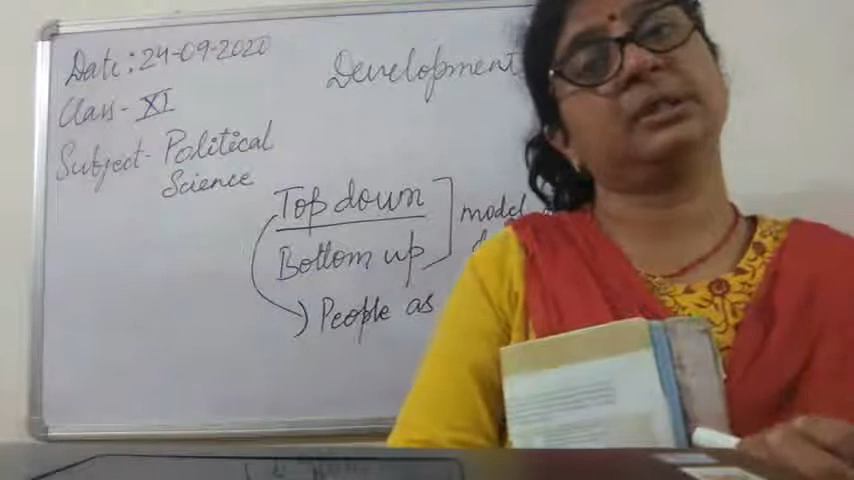 Date: 24-09-2020
Class - XI
Subject - Political
Science
Development
Top down
Bottom up
model
People as